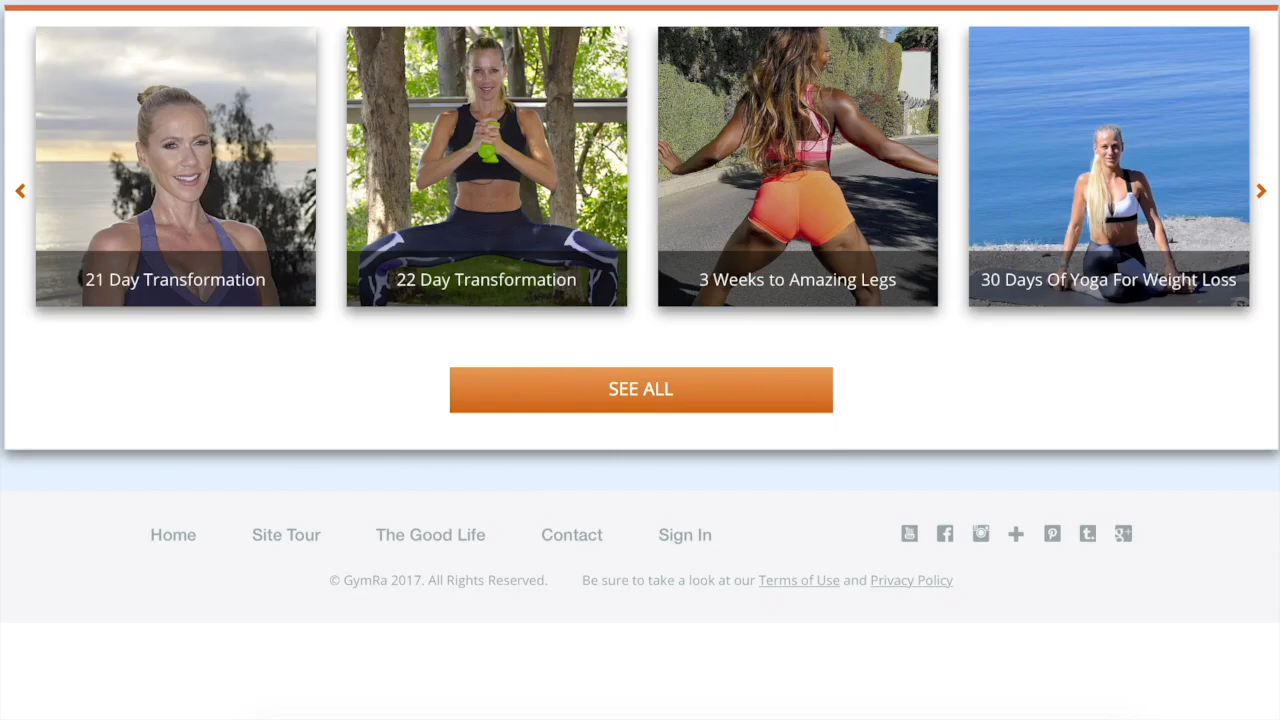 21 Day Transformation
22 Day Transformation
3 Weeks to Amazing Legs
30 Days Of Yoga For Weight Loss
SEE ALL
Home Site Tour The Good Life Contact Sign In
© GymRa 2017. All Rights Reserved. Be sure to take a look at our Terms of Use and Privacy Policy